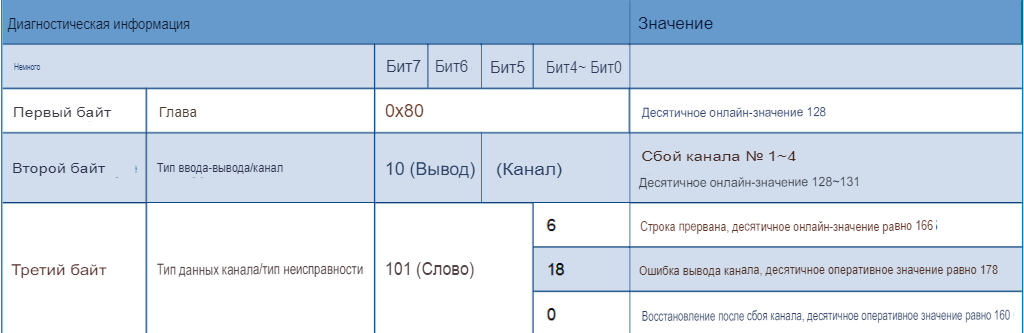 Диагностическая информация Значение
Немного Бит7 Бит6 Бит5 Бит4~ Бит0
Первый байт Глава 0x80 Десятичное онлайн-значение 128
Второй байт Тип ввода-вывода/канал 10 (Вывод) (Канал) Сбой канала № 1~4
Десятичное онлайн-значение 128~131
6 Строка прервана, десятичное онлайн-значение равно 166
Третий байт Тип данных канала/тип неисправности 101 (Слово) 18 Ошибка вывода канала, десятичное оперативное значение равно 178
0 Восстановление после сбоя канала, десятичное оперативное значение равно 160